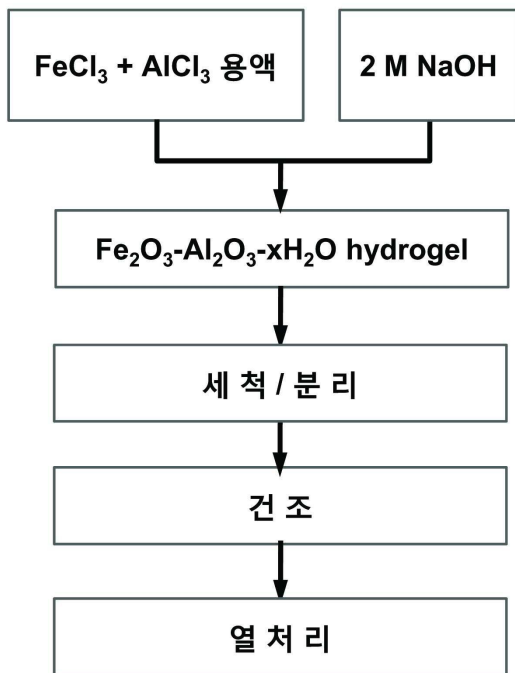 FeCl₃ + AlCl₃ 용액
2 M NaOH
Fe₂O₃-Al₂O₃-xH₂O hydrogel
세 척 / 분 리
건 조
열 처 리